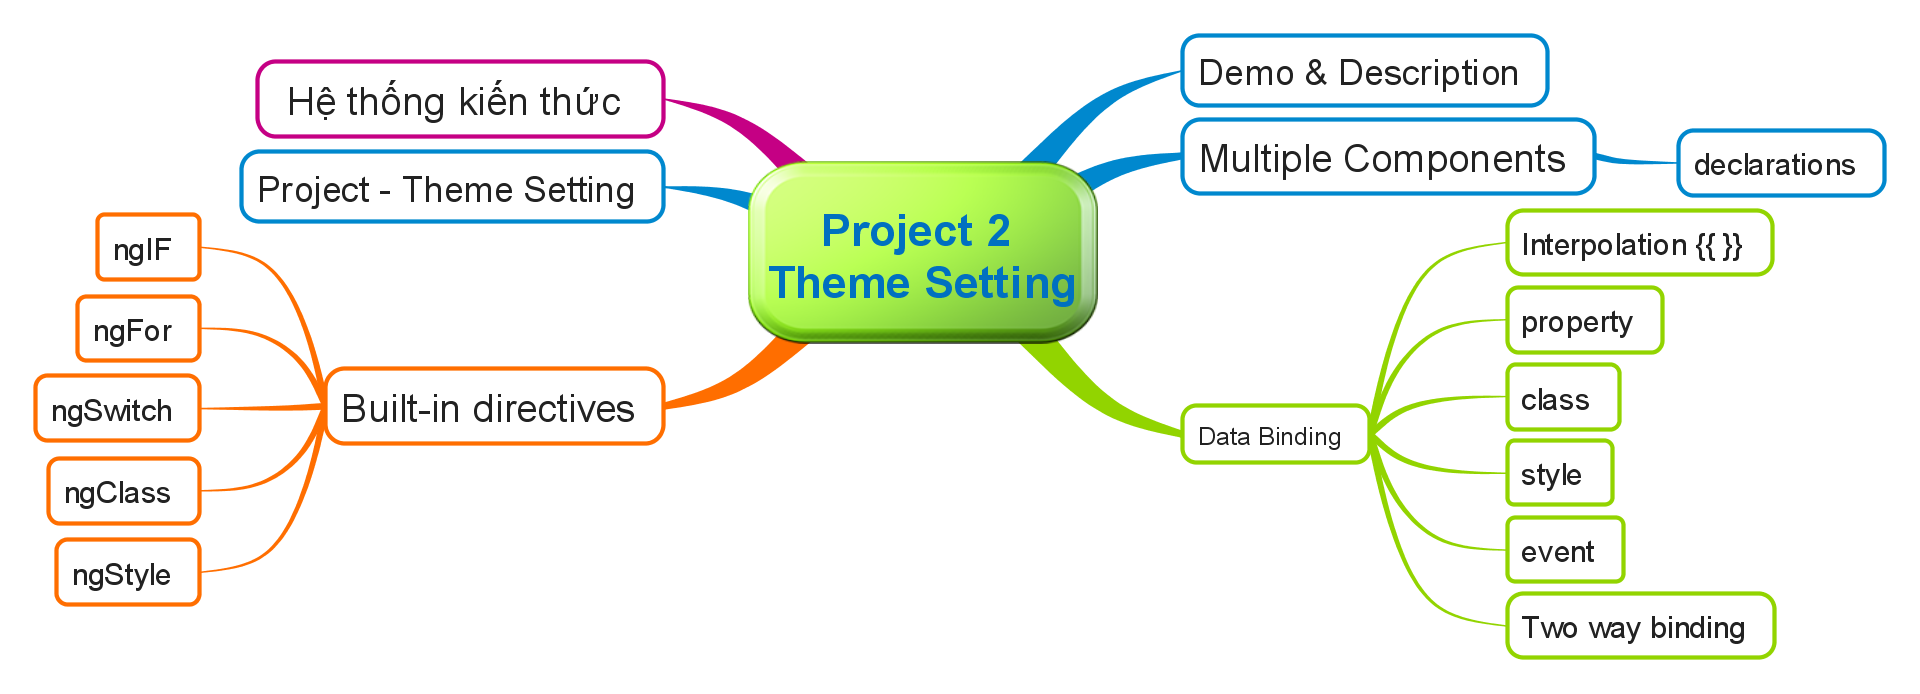 Project 2
Theme Setting
Demo & Description
Multiple Components
declarations
Data Binding
Interpolation {{ }}
property
class
style
event
Two way binding
Built-in directives
ngIF
ngFor
ngSwitch
ngClass
ngStyle
Project - Theme Setting
Hệ thống kiến thức